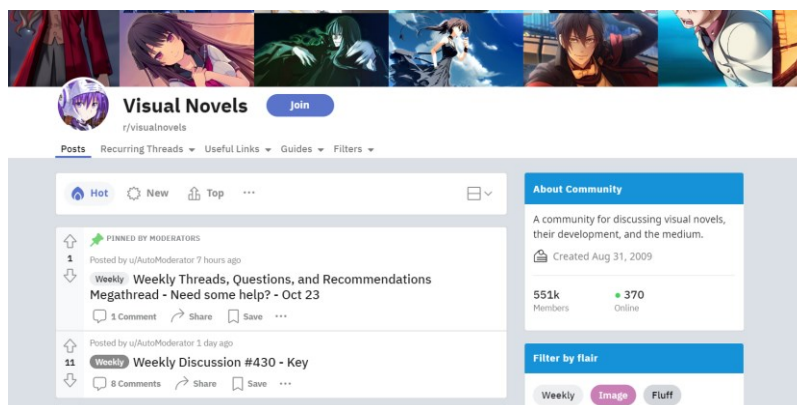 Visual Novels
Join
r/visualnovels
Posts Recurring Threads Useful Links Guides Filters
Hot New Top ...
PINNED BY MODERATORS
1
Posted by u/AutoModerator 7 hours ago
Weekly Weekly Threads, Questions, and Recommendations
Megathread - Need some help? - Oct 23
1 Comment Share Save ...
Posted by u/AutoModerator 1 day ago
11
Weekly Weekly Discussion #430 - Key
8 Comments Share Save ...
About Community
A community for discussing visual novels,
their development, and the medium.
Created Aug 31, 2009
551k 370
Members Online
Filter by flair
Weekly Image Fluff